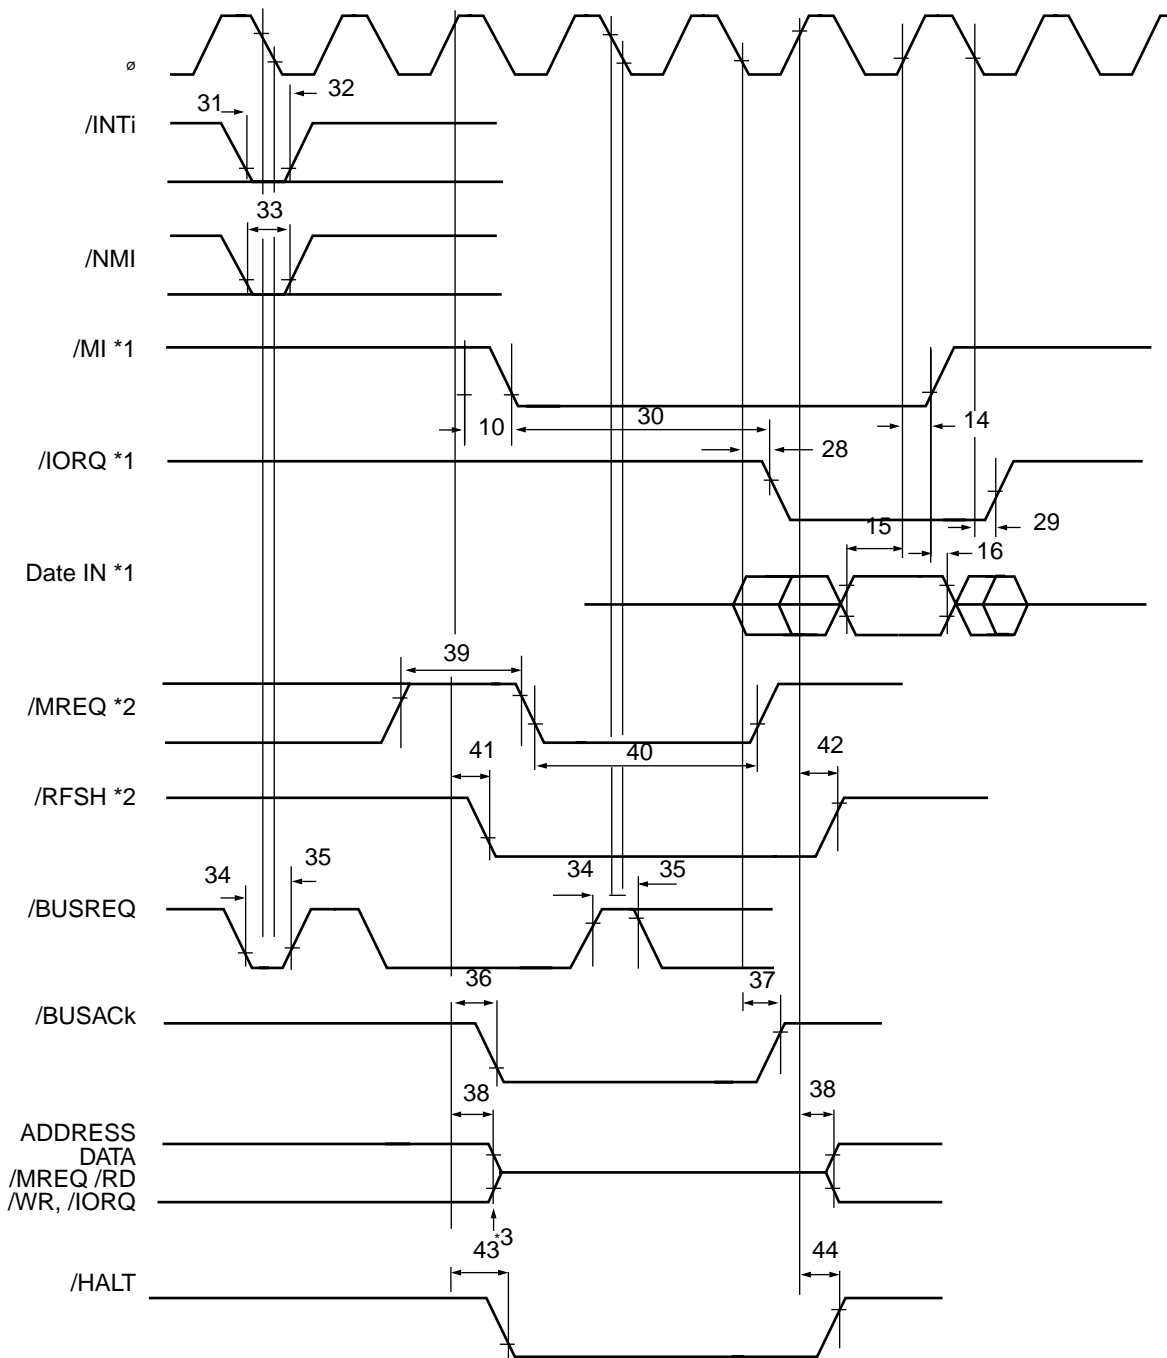 ø
31
32
/INTi
33
/NMI
/MI *1
10
30
14
28
/IORQ *1
15
29
16
Date IN *1
39
/MREQ *2
40
41
42
/RFSH *2
34
35
34
35
/BUSREQ
36
37
/BUSACk
38
38
ADDRESS
DATA
/MREQ /RD
/WR, /IORQ
*3
43
44
/HALT